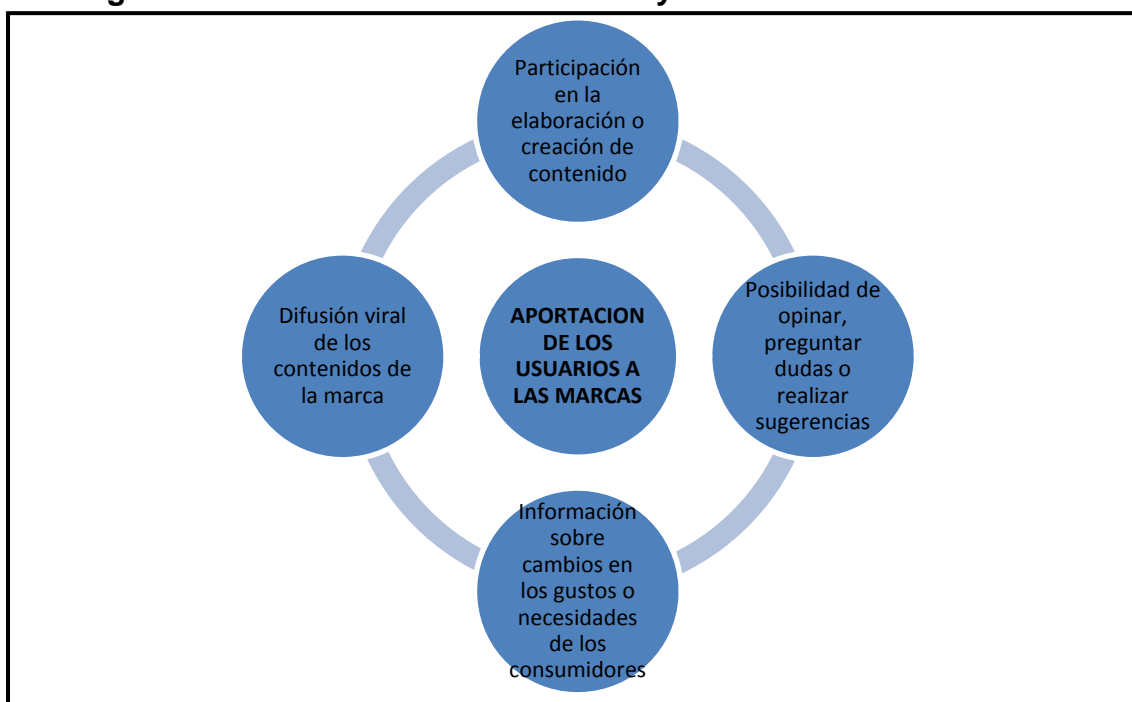 Participación
en la
elaboración o
creación de
contenido
Difusión viral
de los
contenidos de
la marca
APORTACION
DE LOS
USUARIOS A
LAS MARCAS
Posibilidad de
opinar,
preguntar
dudas o
realizar
sugerencias
Información
sobre
cambios en
los gustos o
necesidades
de los
consumidores